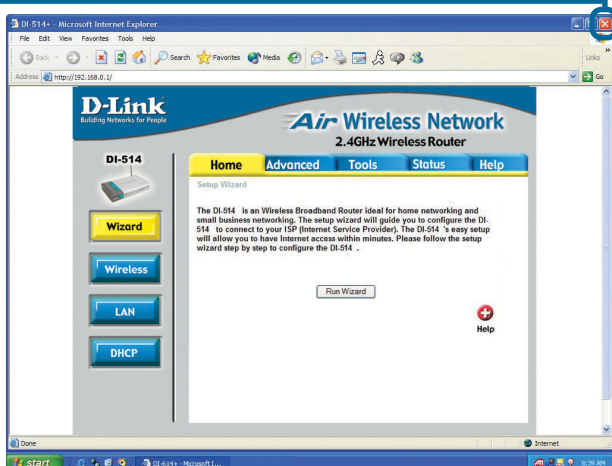 DI-514+ - Microsoft Internet Explorer
File Edit View Favorites Tools Help
Back Search Favorites Media Links
Address http://192.168.0.1/ Go
D-Link
Building Networks for People
Air Wireless Network
2.4GHz Wireless Router
DI-514
Home Advanced Tools Status Help
Setup Wizard
The DI-514 is an Wireless Broadband Router ideal for home networking and
small business networking. The setup wizard will guide you to configure the DI-
514 to connect to your ISP (Internet Service Provider). The DI-514 's easy setup
will allow you to have Internet access within minutes. Please follow the setup
wizard step by step to configure the DI-514 .
Wizard
Wireless
LAN
DHCP
Run Wizard
Help
Done Internet
start DI-614+ - Microsoft I... 8:39 AM